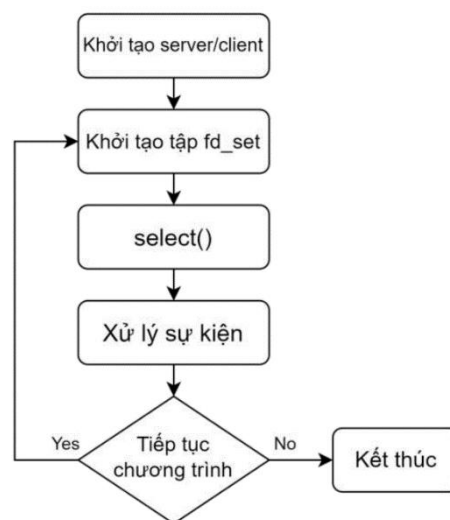 Khởi tạo server/client
Khởi tạo tập fd_set
select()
Xử lý sự kiện
Yes
Tiếp tục
chương trình
No
Kết thúc